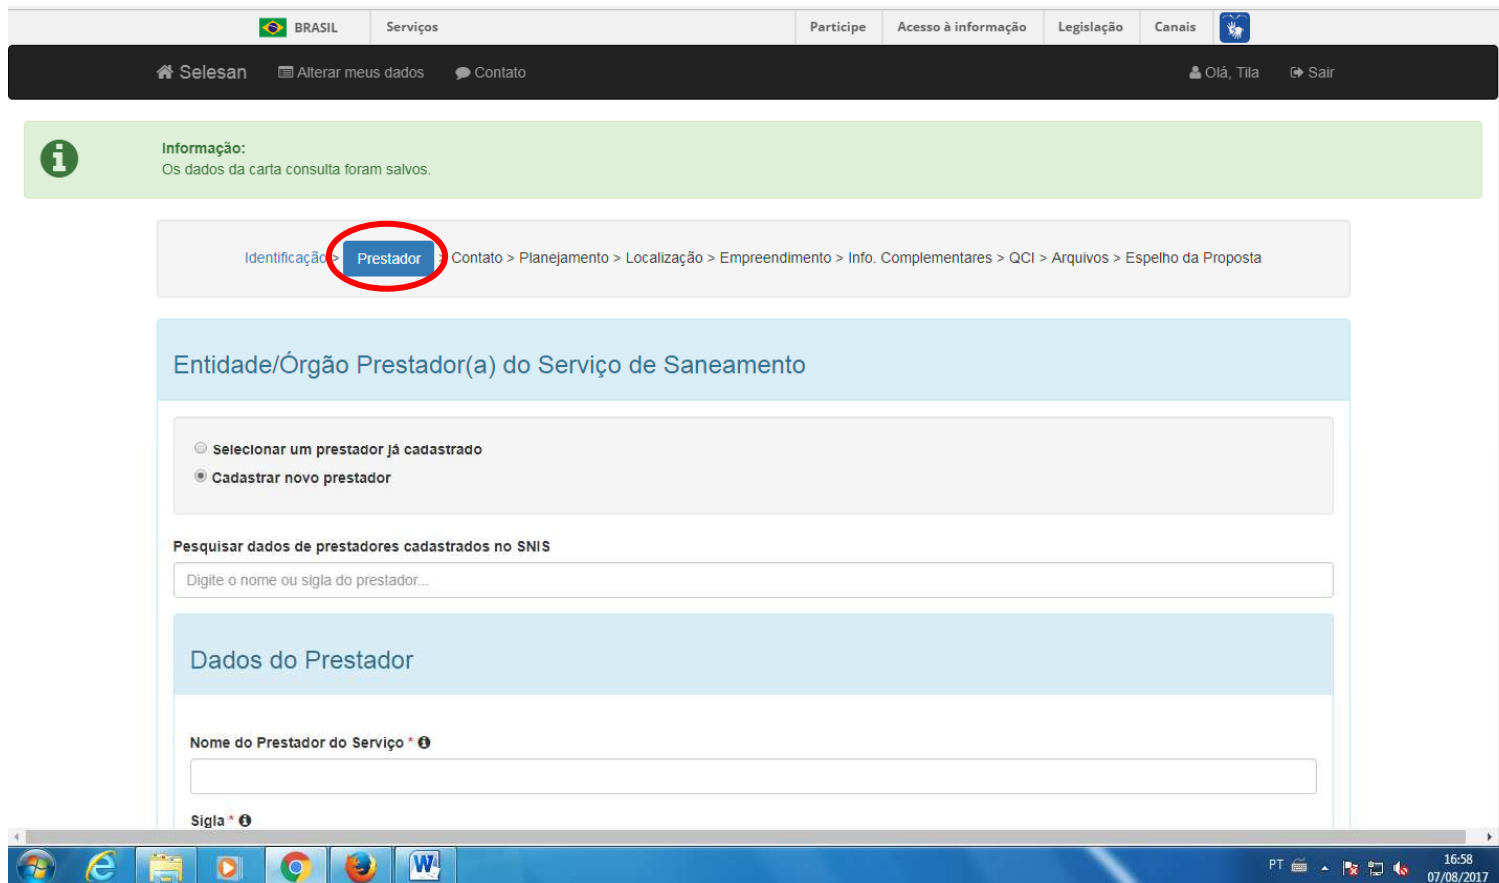 BRASIL Serviços Participe Acesso à informação Legislação Canais
Selesan Alterar meus dados Contato Olá, Tila Sair
Informação:
Os dados da carta consulta foram salvos.
Identificação > Prestador > Contato > Planejamento > Localização > Empreendimento > Info. Complementares > QCI > Arquivos > Espelho da Proposta
Entidade/Órgão Prestador(a) do Serviço de Saneamento
Selecionar um prestador já cadastrado
Cadastrar novo prestador
Pesquisar dados de prestadores cadastrados no SNIS
Digite o nome ou sigla do prestador...
Dados do Prestador
Nome do Prestador do Serviço *
Sigla *
PT 16:58
07/08/2017